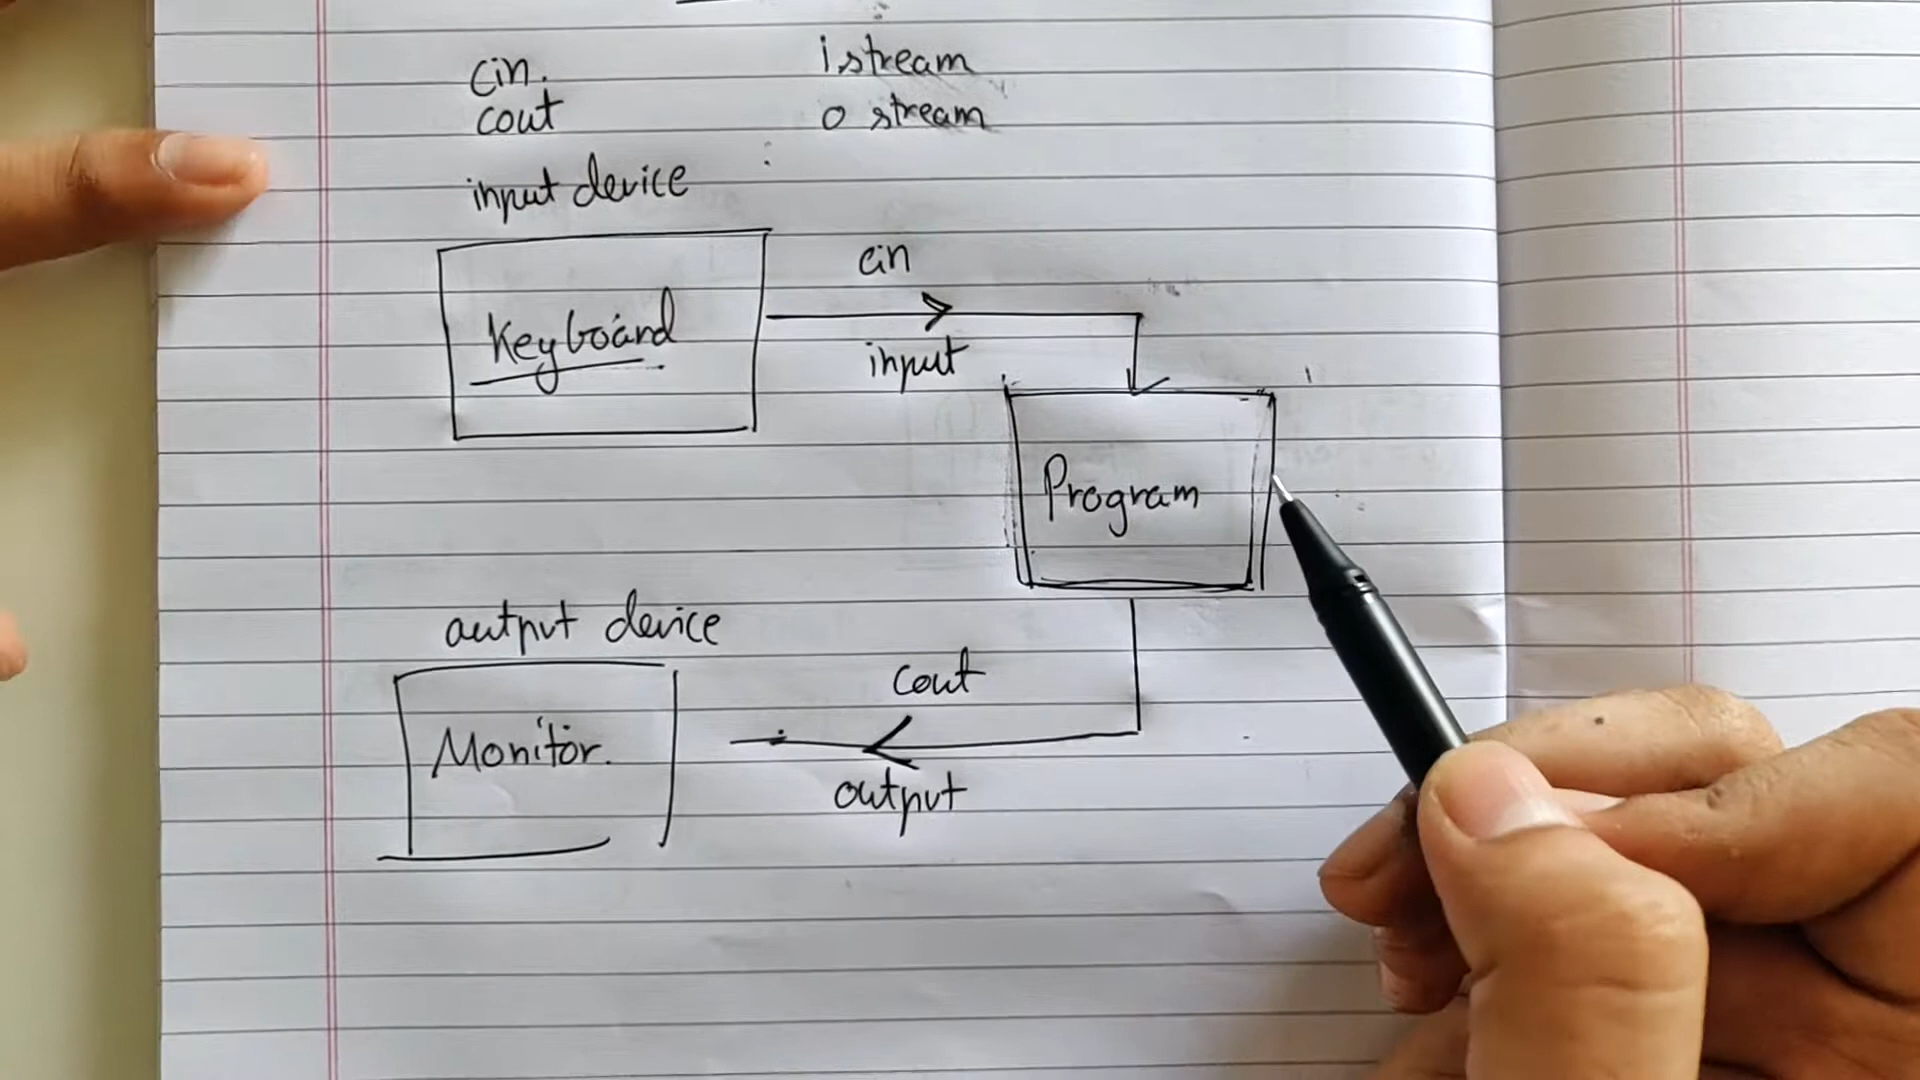 cin. istream
cout o stream
input device
cin
Keyboard
input
Program
output device
cout
Monitor.
output